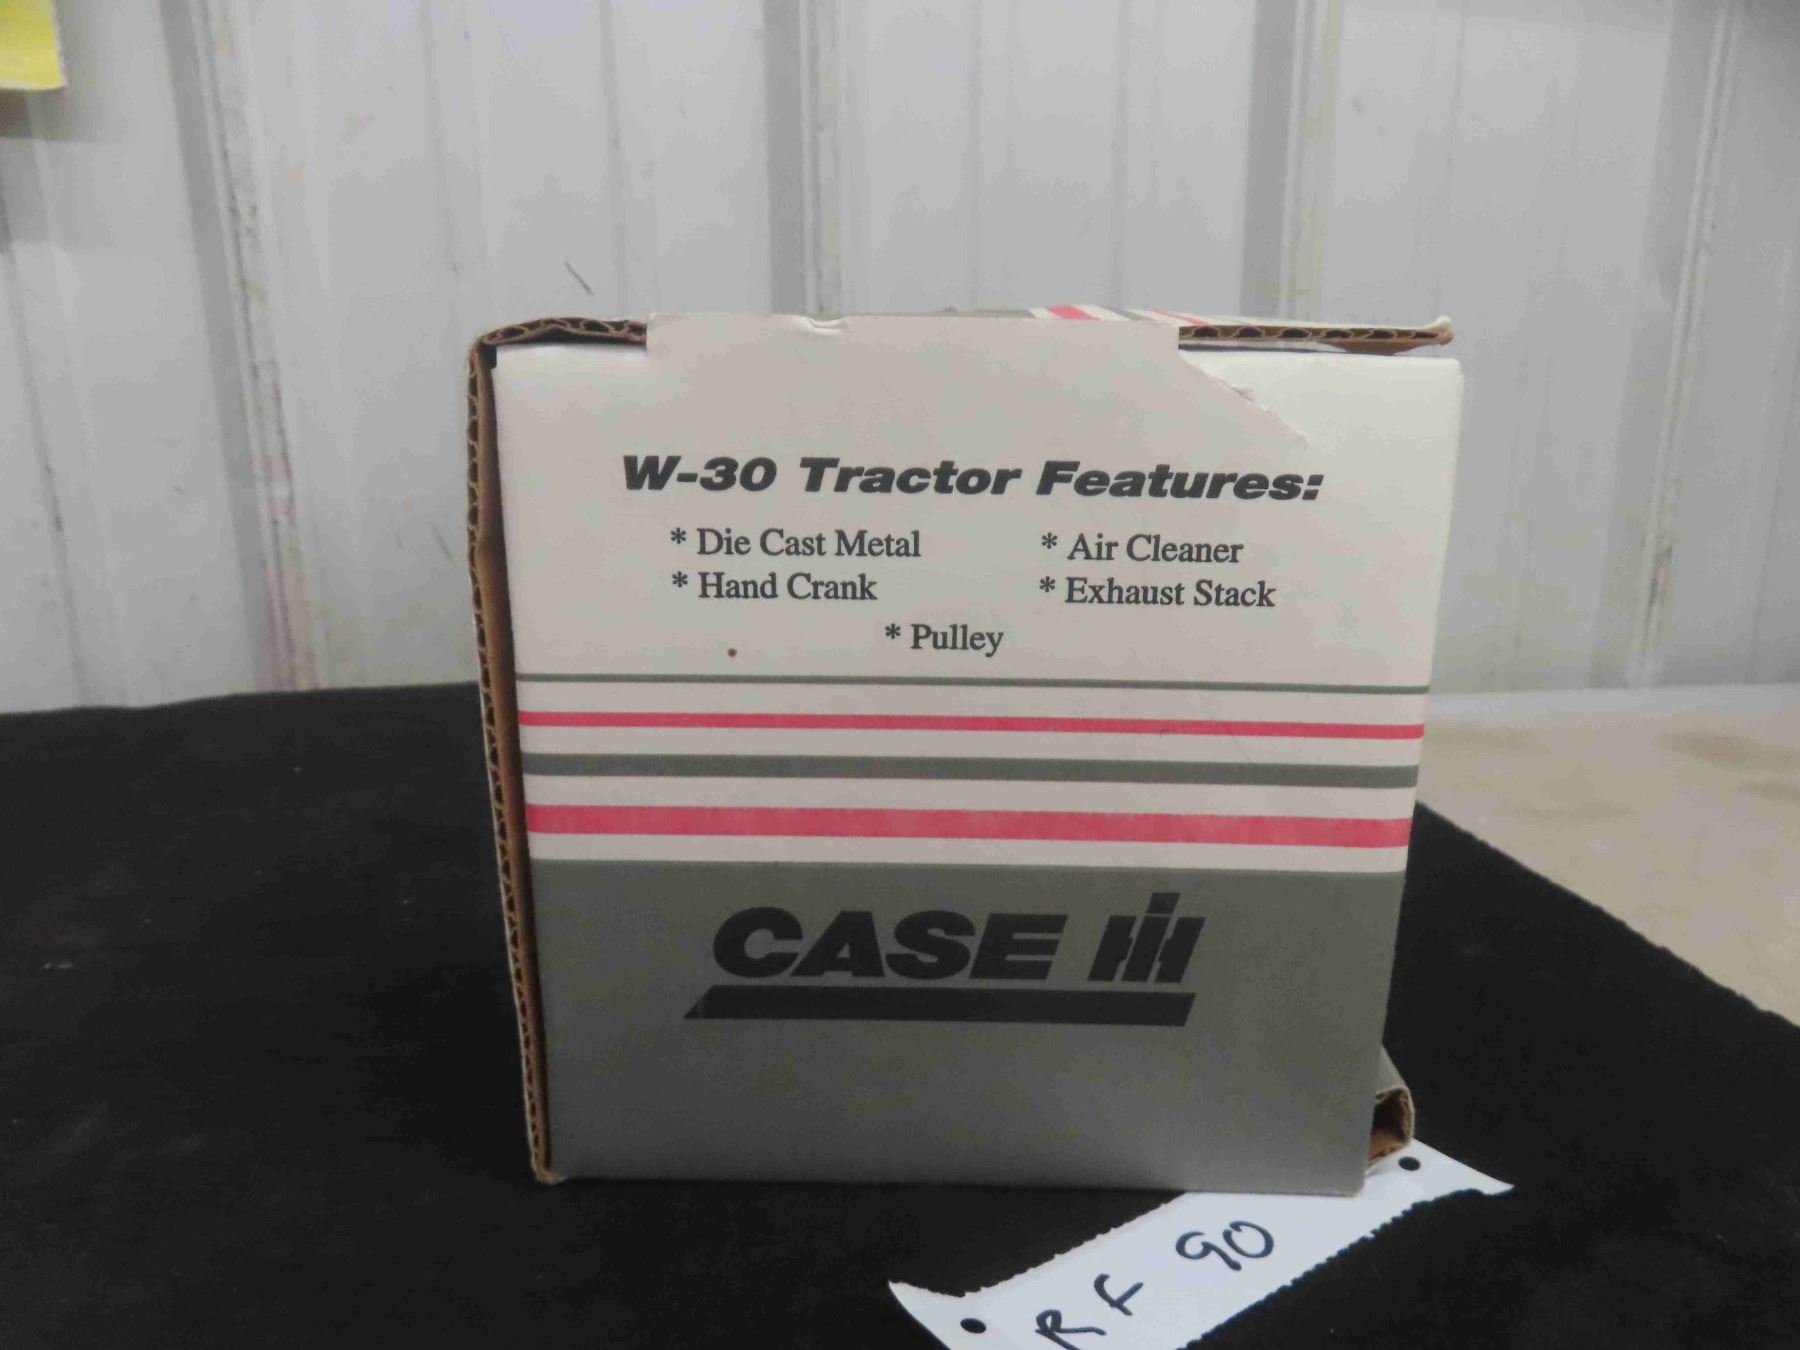 W-30 Tractor Features:
* Die Cast Metal * Air Cleaner
* Hand Crank * Exhaust Stack
* Pulley
CASE IH
RF 90